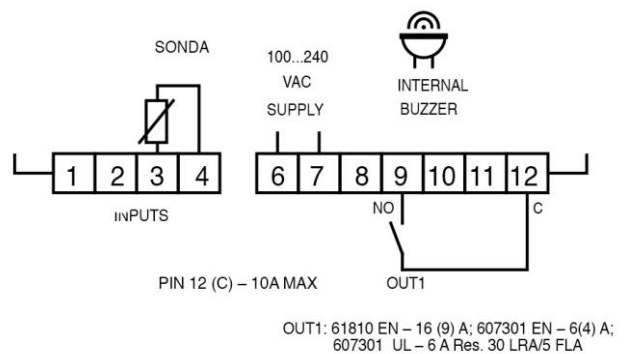 SONDA
100...240
VAC
SUPPLY
INTERNAL
BUZZER
1 2 3 4 6 7 8 9 10 11 12
INPUTS
NO C
PIN 12 (C) – 10A MAX OUT1
OUT1: 61810 EN – 16 (9) A; 607301 EN – 6(4) A;
607301 UL – 6 A Res. 30 LRA/5 FLA